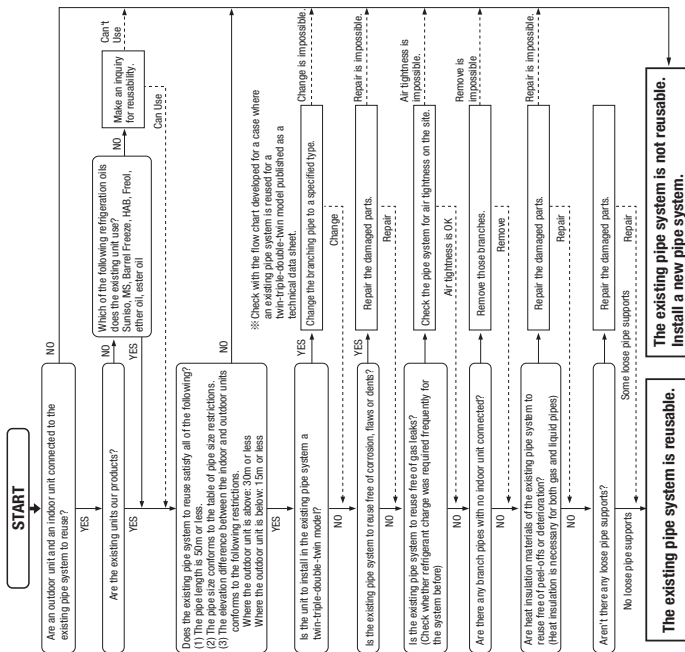 START
Are an outdoor unit and an indoor unit connected to the
existing pipe system to reuse?
NO
YES
Are the existing units our products?
NO
YES
Which of the following refrigeration oils
does the existing unit use?
Suniso, MS, Barrel Freeze, HAB, Freol,
ether oil, ester oil
NO
YES
Make an inquiry
for reusability.
Can't
Use
Can Use
Does the existing pipe system to reuse satisfy all of the following?
(1) The pipe length is 50m or less.
(2) The pipe size conforms to the table of pipe size restrictions.
(3) The elevation difference between the indoor and outdoor units
conforms to the following restrictions.
Where the outdoor unit is above: 30m or less
Where the outdoor unit is below: 15m or less
NO
YES
※ Check with the flow chart developed for a case where
an existing pipe system is reused for a
twin-triple-double-twin model published as a
technical data sheet.
Is the unit to install in the existing pipe system a
twin-triple-double-twin model?
YES
Change the branching pipe to a specified type.
Change is impossible.
Change
NO
Is the existing pipe system to reuse free of corrosion, flaws or dents?
YES
Repair the damaged parts.
Repair is impossible.
Repair
NO
Is the existing pipe system to reuse free of gas leaks?
(Check whether refrigerant charge was required frequently for
the system before)
Check the pipe system for air tightness on the site.
Air tightness is
impossible.
Air tightness is OK
NO
Are there any branch pipes with no indoor unit connected?
Remove those branches.
Remove is
impossible
Remove
NO
Are heat insulation materials of the existing pipe system to
reuse free of peel-offs or deterioration?
(Heat insulation is necessary for both gas and liquid pipes)
Repair the damaged parts.
Repair is impossible.
Repair
NO
Aren't there any loose pipe supports?
Repair the damaged parts.
Repair
No loose pipe supports
Some loose pipe supports
The existing pipe system is reusable.
The existing pipe system is not reusable.
Install a new pipe system.